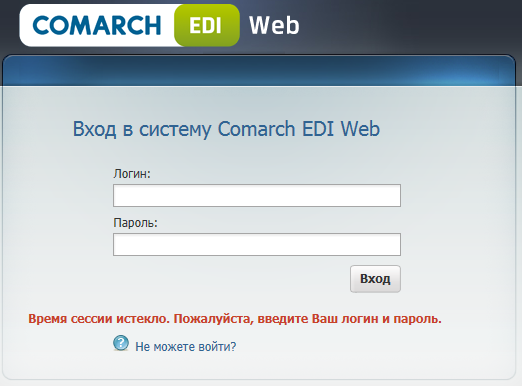 COMARCH EDI Web
Вход в систему Comarch EDI Web
Логин:
Пароль:
Вход
Время сессии истекло. Пожалуйста, введите Ваш логин и пароль.
? Не можете войти?